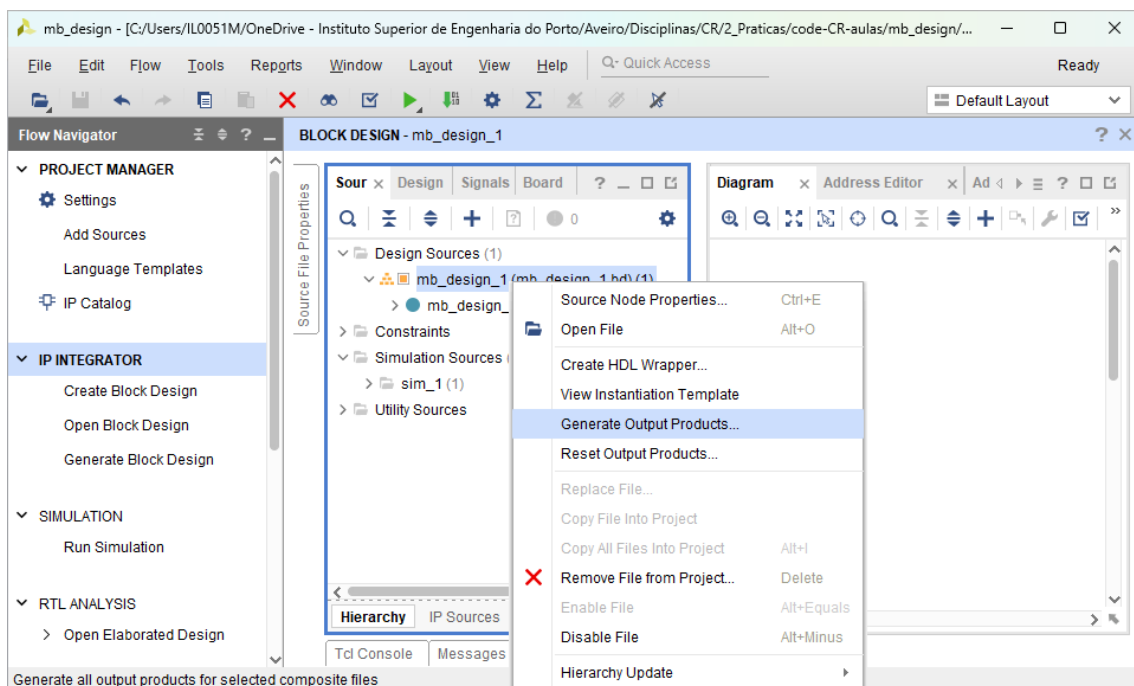 mb_design - [C:/Users/IL0051M/OneDrive - Instituto Superior de Engenharia do Porto/Aveiro/Disciplinas/CR/2_Praticas/code-CR-aulas/mb_design/...
File Edit Flow Tools Reports Window Layout View Help Q- Quick Access Ready
Default Layout
Flow Navigator
BLOCK DESIGN - mb_design_1
PROJECT MANAGER
Settings
Add Sources
Language Templates
IP Catalog
IP INTEGRATOR
Create Block Design
Open Block Design
Generate Block Design
SIMULATION
Run Simulation
RTL ANALYSIS
Open Elaborated Design
Source File Properties
Sour Design Signals Board
0
Design Sources (1)
mb_design_1 (mb_design_1.bd) (1)
mb_design_
Constraints
Simulation Sources (
sim_1 (1)
Utility Sources
Hierarchy IP Sources
Tcl Console Messages
Diagram Address Editor Ad
Source Node Properties... Ctrl+E
Open File Alt+O
Create HDL Wrapper...
View Instantiation Template
Generate Output Products...
Reset Output Products...
Replace File...
Copy File Into Project
Copy All Files Into Project Alt+I
Remove File from Project... Delete
Enable File Alt+Equals
Disable File Alt+Minus
Hierarchy Update
Generate all output products for selected composite files